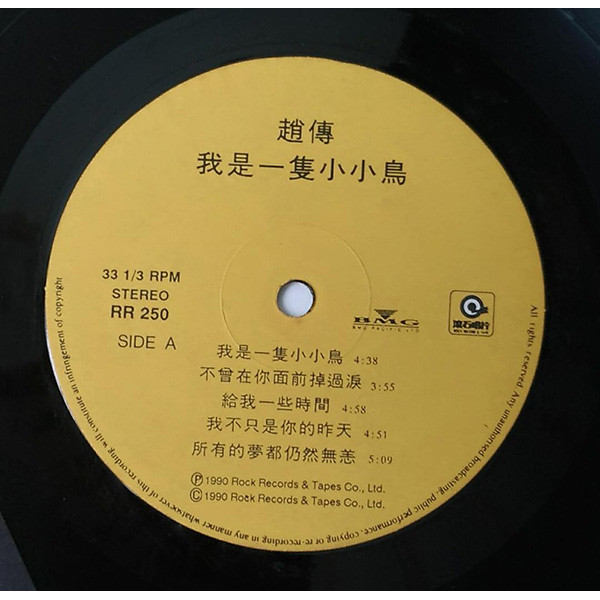 趙傳
我是一隻小小鳥
33 1/3 RPM
STEREO
RR 250
SIDE A
BMG
BMG PACIFIC LTD
滾石唱片
我是一隻小小鳥 4:38
不曾在你面前掉過淚 3:55
給我一些時間 4:58
我不只是你的昨天 4:51
所有的夢都仍然無恙 5:09
Ⓟ1990 Rock Records & Tapes Co., Ltd.
Ⓒ1990 Rock Records & Tapes Co., Ltd.
All rights reserved Any unauthorised broadcasting, public performance, copying or re-recording in any manner whatsoever of this recording will constitute an infringement of copyright